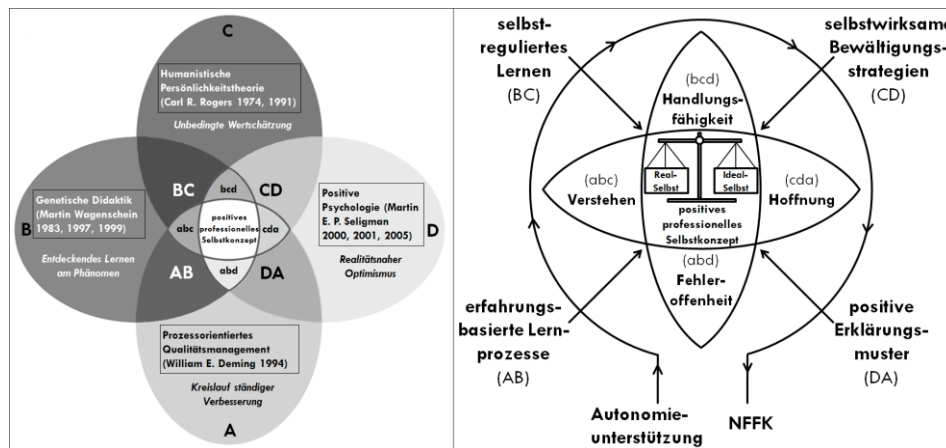 C
Humanistische
Persönlichkeitstheorie
(Carl R. Rogers 1974, 1991)
Unbedingte Wertschätzung
BC
bcd
CD
Genetische Didaktik
(Martin Wagenschein
1983, 1997, 1999)
B
Entdeckendes Lernen
am Phänomen
abc
positives
professionelles
Selbstkonzept
cda
Positive
Psychologie (Martin
E. P. Seligman
2000, 2001, 2005)
D
Realitätsnaher
Optimismus
AB
abd
DA
Prozessorientiertes
Qualitätsmanagement
(William E. Deming 1994)
Kreislauf ständiger
Verbesserung
A
selbst-
reguliertes
Lernen
(BC)
selbstwirksame
Bewältigungs-
strategien
(CD)
(bcd)
Handlungs-
fähigkeit
(abc)
Verstehen
Real-
Selbst
Ideal-
Selbst
positives
professionelles
Selbstkonzept
(cda)
Hoffnung
(abd)
Fehler-
offenheit
erfahrungs-
basierte Lern-
prozesse
(AB)
positive
Erklärungs-
muster
(DA)
Autonomie-
unterstützung
NFFK